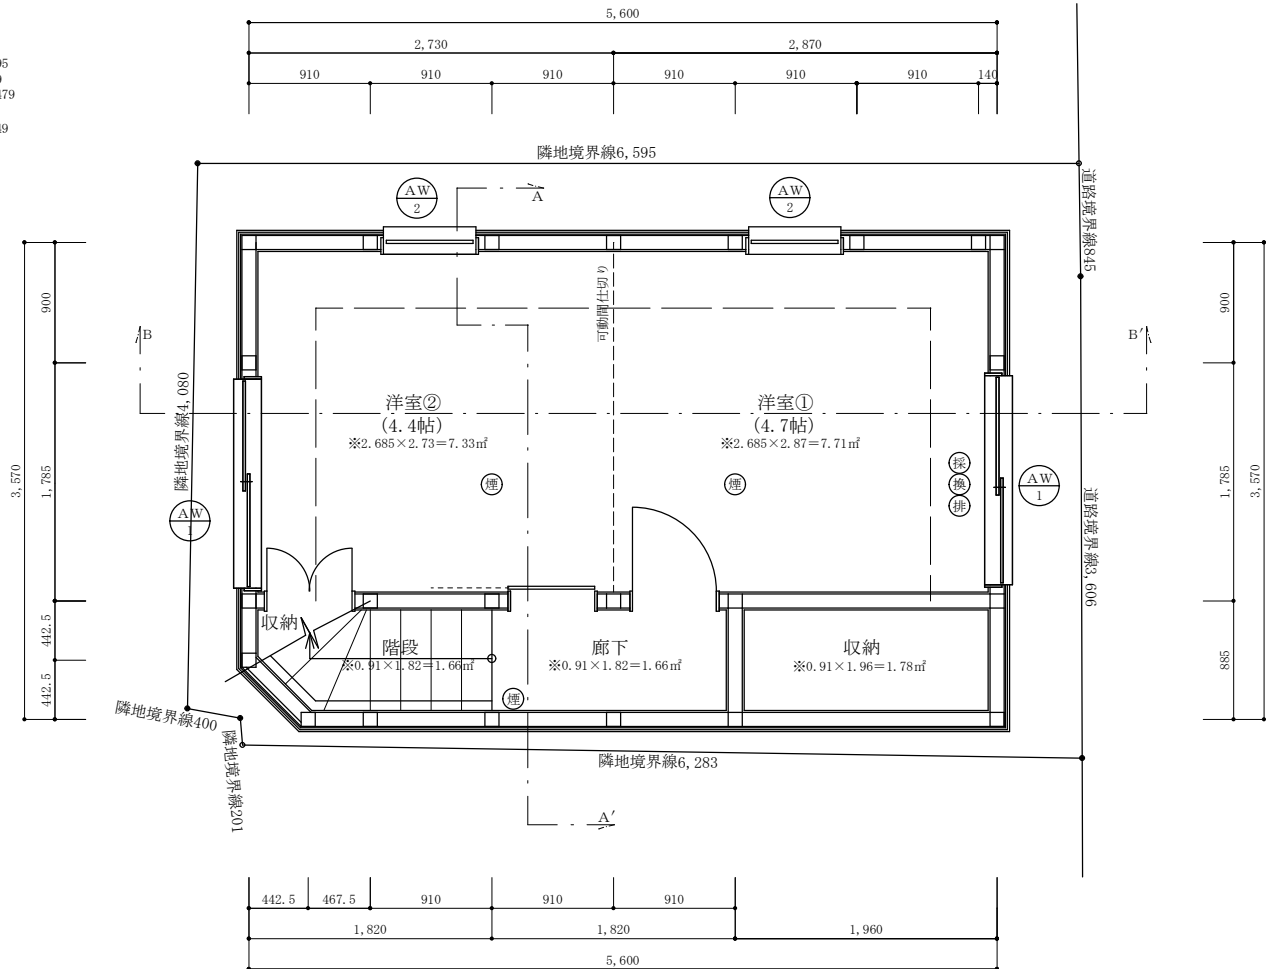 5,600
2,730
2,870
910
910
910
910
910
910
140
479
隣地境界線6,595
道路境界線845
AW
2
AW
2
A
可動間仕切り
B
B′
900
1,785
442.5
442.5
3,570
900
1,785
885
3,570
隣地境界線4,080
洋室②
(4.4帖)
※2.685×2.73=7.33㎡
洋室①
(4.7帖)
※2.685×2.87=7.71㎡
煙
煙
採
換
排
AW
1
AW
1
道路境界線3,606
収納
階段
※0.91×1.82=1.66㎡
廊下
※0.91×1.82=1.66㎡
収納
※0.91×1.96=1.78㎡
煙
隣地境界線400
隣地境界線201
隣地境界線6,283
A′
442.5
467.5
910
910
910
1,820
1,820
1,960
5,600